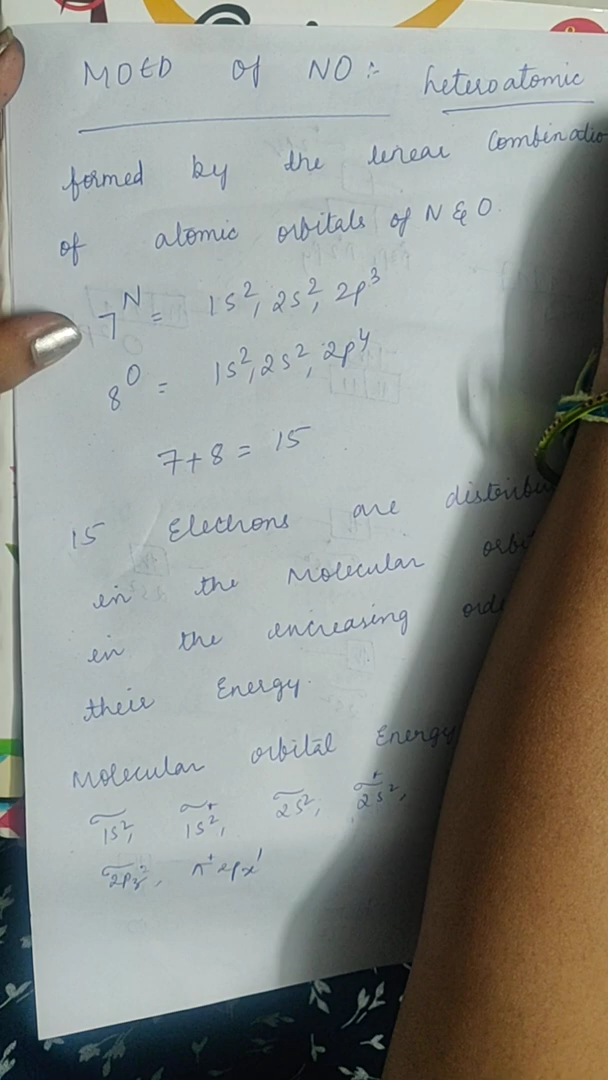 MOED of NO :- heteroatomic
formed by the linear Combinatio
of atomic orbitals of N & O.
7N = 1s², 2s², 2p³
8O = 1s², 2s², 2p⁴
7+8 = 15
15 Electrons are distribu
in the Molecular orbi
in the increasing orde
their Energy.
Molecular orbital Energy
σ1s², σ*1s², σ2s², σ*2s²,
σ2pz², π*2px¹